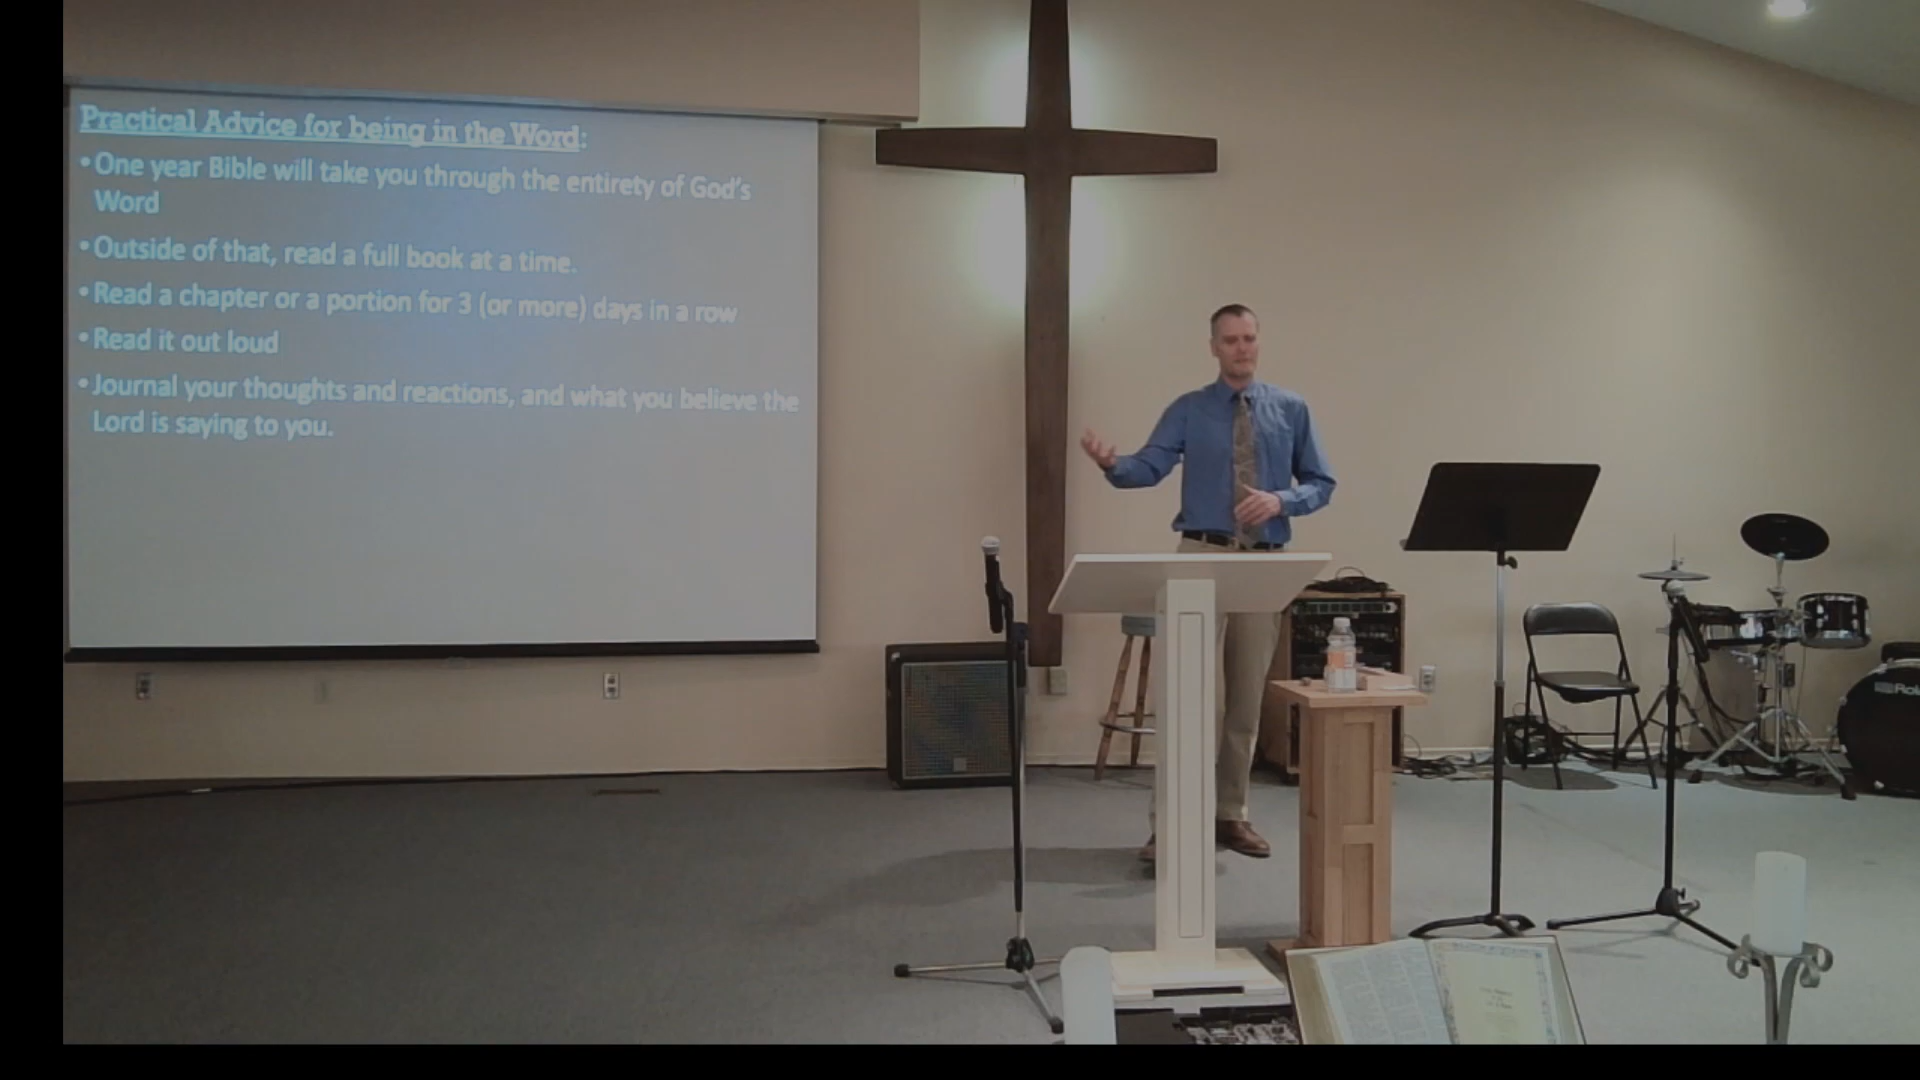 Practical Advice for being in the Word:
•One year Bible will take you through the entirety of God's
Word
•Outside of that, read a full book at a time.
•Read a chapter or a portion for 3 (or more) days in a row
•Read it out loud
•Journal your thoughts and reactions, and what you believe the
Lord is saying to you.